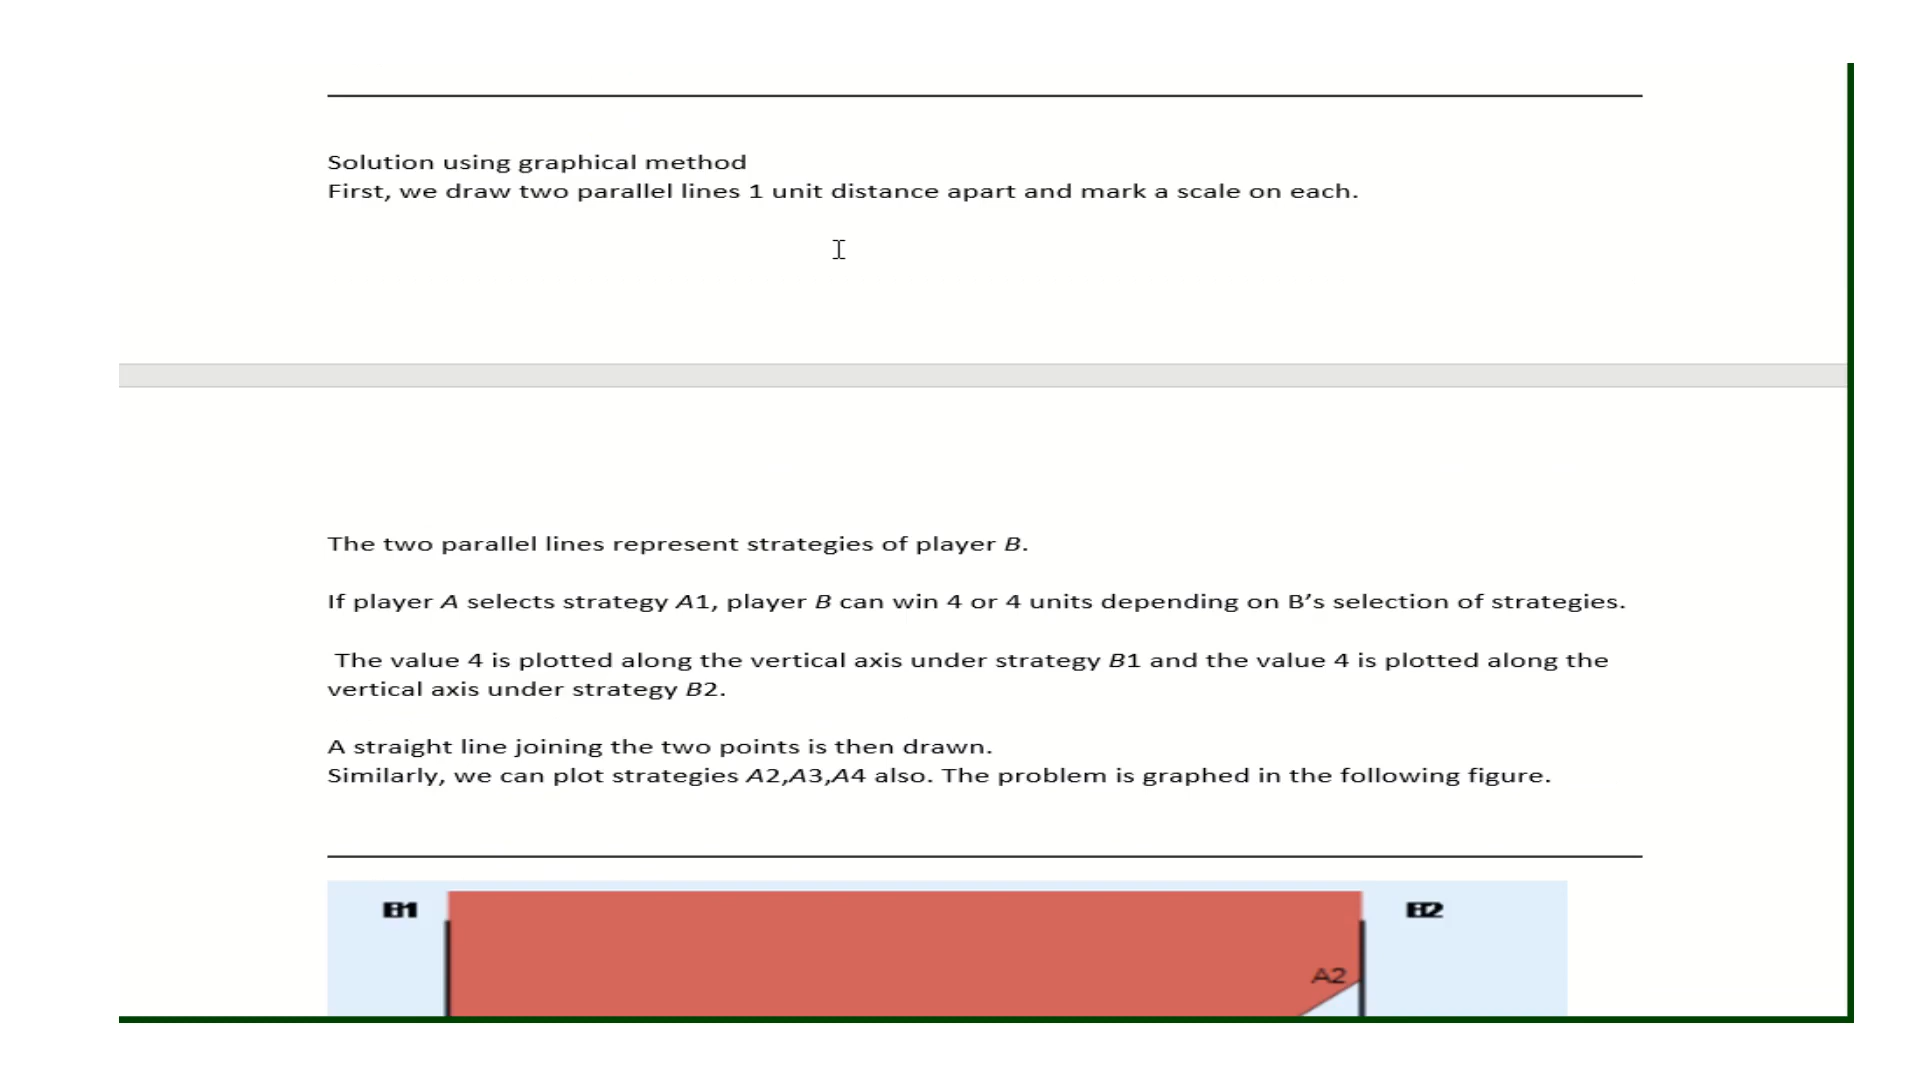 Solution using graphical method
First, we draw two parallel lines 1 unit distance apart and mark a scale on each.
The two parallel lines represent strategies of player B.
If player A selects strategy A1, player B can win 4 or 4 units depending on B’s selection of strategies.
The value 4 is plotted along the vertical axis under strategy B1 and the value 4 is plotted along the
vertical axis under strategy B2.
A straight line joining the two points is then drawn.
Similarly, we can plot strategies A2,A3,A4 also. The problem is graphed in the following figure.
B1
B2
A2